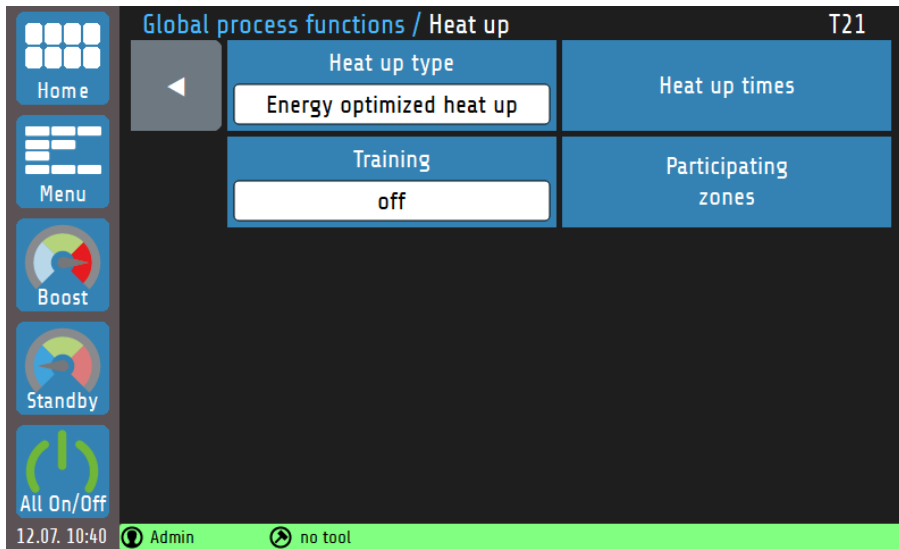 Global process functions / Heat up
T21
Home
Menu
Boost
Standby
All On/Off
12.07. 10:40
◄
Heat up type
Energy optimized heat up
Heat up times
Training
off
Participating
zones
Admin
no tool